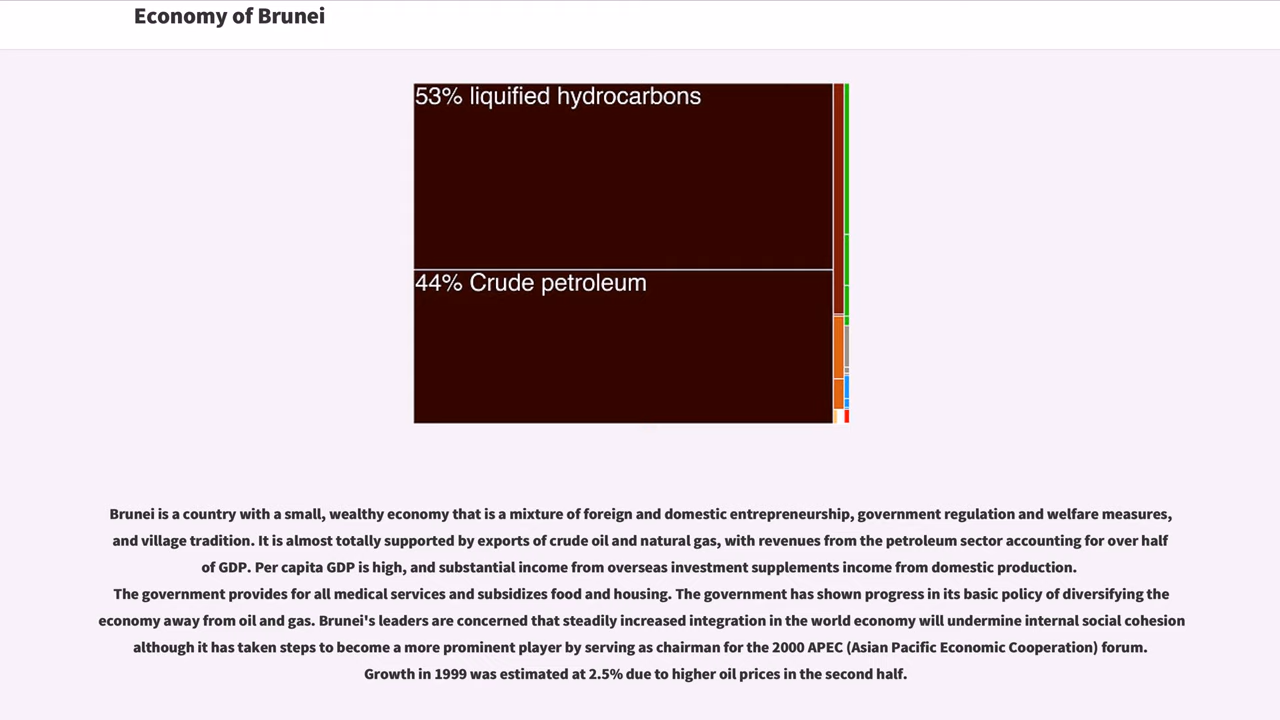 Economy of Brunei
53% liquified hydrocarbons
44% Crude petroleum
Brunei is a country with a small, wealthy economy that is a mixture of foreign and domestic entrepreneurship, government regulation and welfare measures,
and village tradition. It is almost totally supported by exports of crude oil and natural gas, with revenues from the petroleum sector accounting for over half
of GDP. Per capita GDP is high, and substantial income from overseas investment supplements income from domestic production.
The government provides for all medical services and subsidizes food and housing. The government has shown progress in its basic policy of diversifying the
economy away from oil and gas. Brunei's leaders are concerned that steadily increased integration in the world economy will undermine internal social cohesion
although it has taken steps to become a more prominent player by serving as chairman for the 2000 APEC (Asian Pacific Economic Cooperation) forum.
Growth in 1999 was estimated at 2.5% due to higher oil prices in the second half.